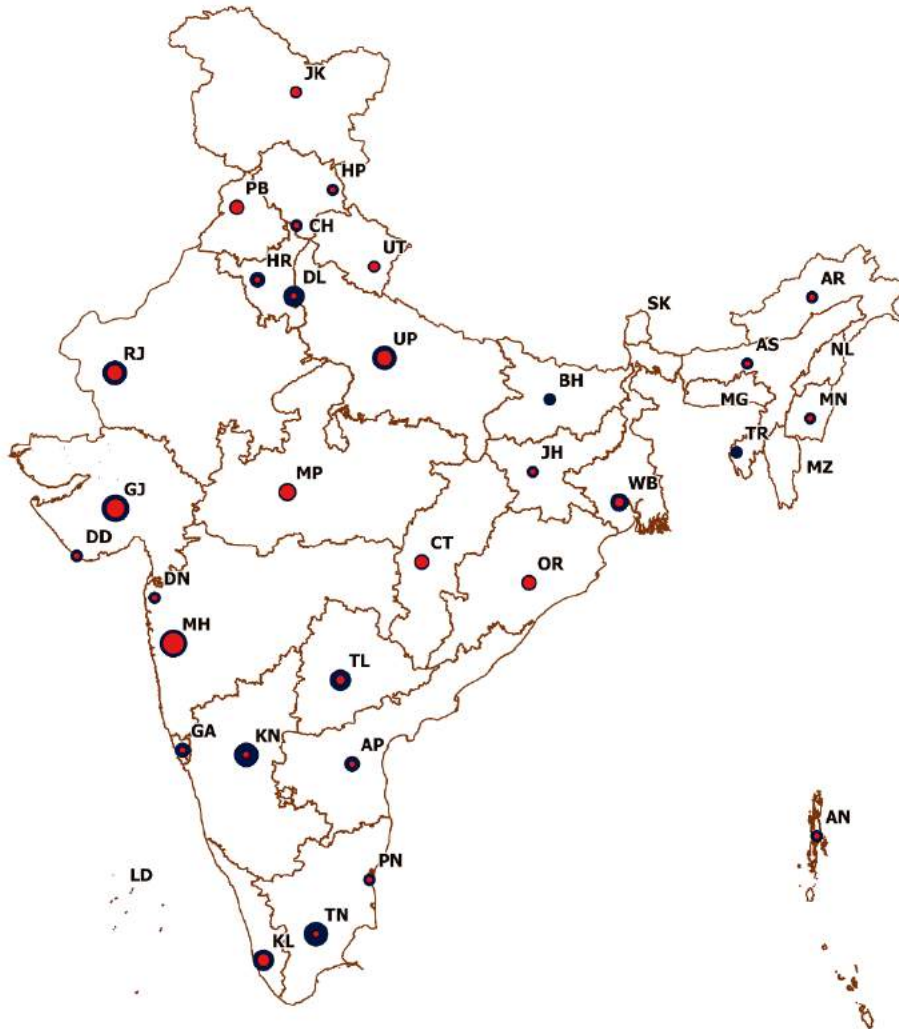 JK
HP
PB
CH
UT
HR
DL
AR
SK
AS
UP
NL
RJ
BH
MG
MN
TR
JH
MZ
MP
WB
GJ
DD
CT
OR
DN
MH
TL
GA
KN
AP
AN
PN
LD
TN
KL